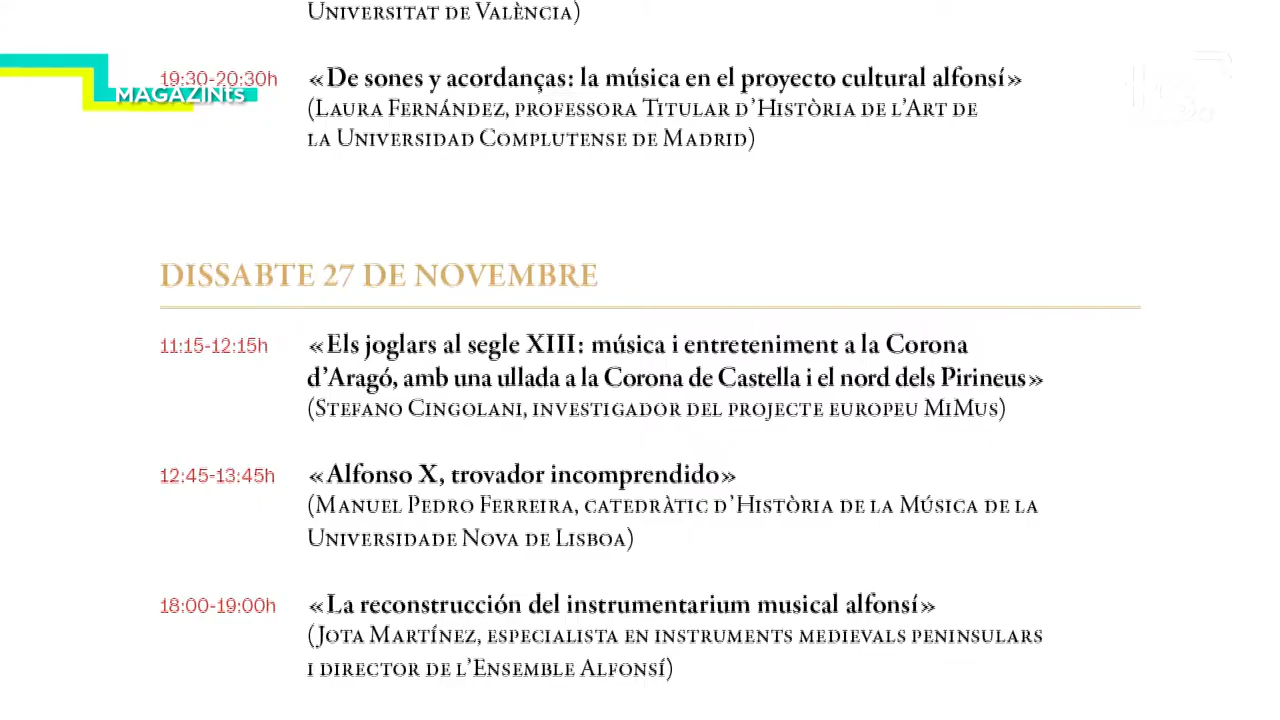 Universitat de València)
19:30-20:30h «De sones y acordanças: la música en el proyecto cultural alfonsí»
MAGAZINts
(Laura Fernández, professora Titular d'Història de l'Art de
la Universidad Complutense de Madrid)
DISSABTE 27 DE NOVEMBRE
11:15-12:15h «Els joglars al segle XIII: música i entreteniment a la Corona
d'Aragó, amb una ullada a la Corona de Castella i el nord dels Pirineus»
(Stefano Cingolani, investigador del projecte europeu MiMus)
12:45-13:45h «Alfonso X, trovador incomprendido»
(Manuel Pedro Ferreira, catedràtic d'Història de la Música de la
Universidade Nova de Lisboa)
18:00-19:00h «La reconstrucción del instrumentarium musical alfonsí»
(Jota Martínez, especialista en instruments medievals peninsulars
i director de l'Ensemble Alfonsí)